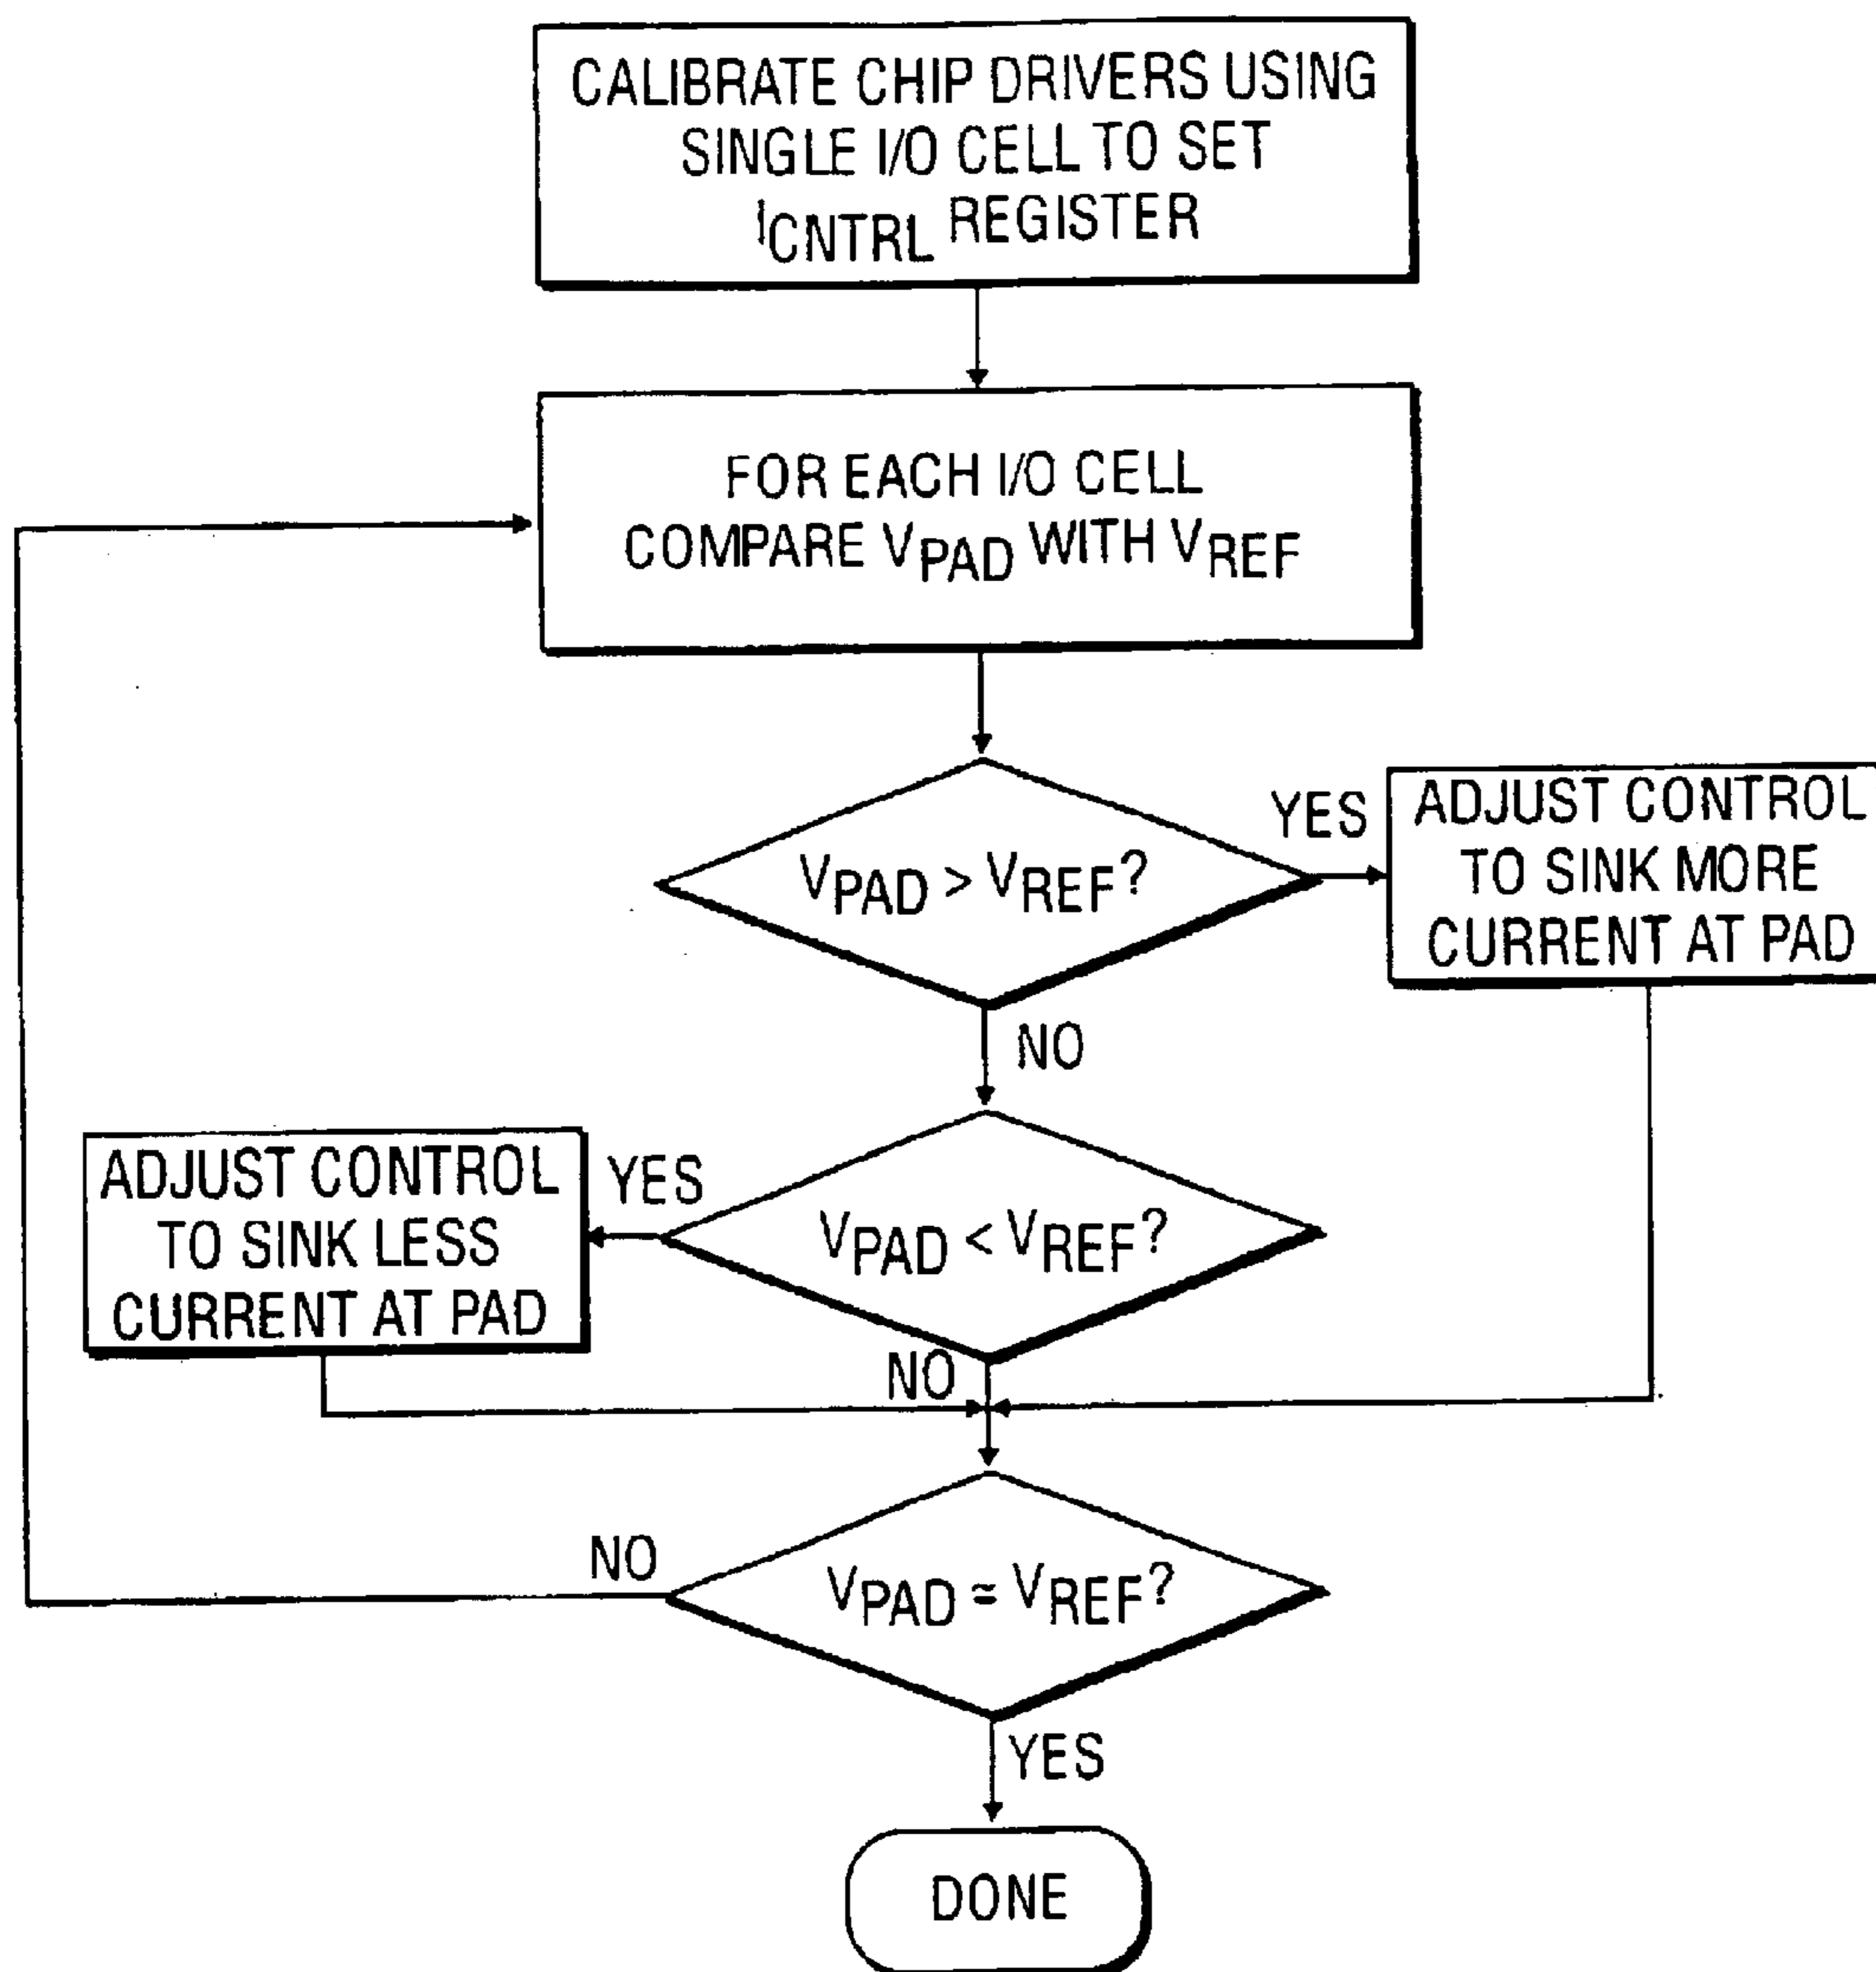 CALIBRATE CHIP DRIVERS USING
SINGLE I/O CELL TO SET
ICNTRL REGISTER
FOR EACH I/O CELL
COMPARE VPAD WITH VREF
VPAD > VREF?
YES
ADJUST CONTROL
TO SINK MORE
CURRENT AT PAD
NO
ADJUST CONTROL
TO SINK LESS
CURRENT AT PAD
YES
VPAD < VREF?
NO
NO
VPAD ≈ VREF?
YES
DONE